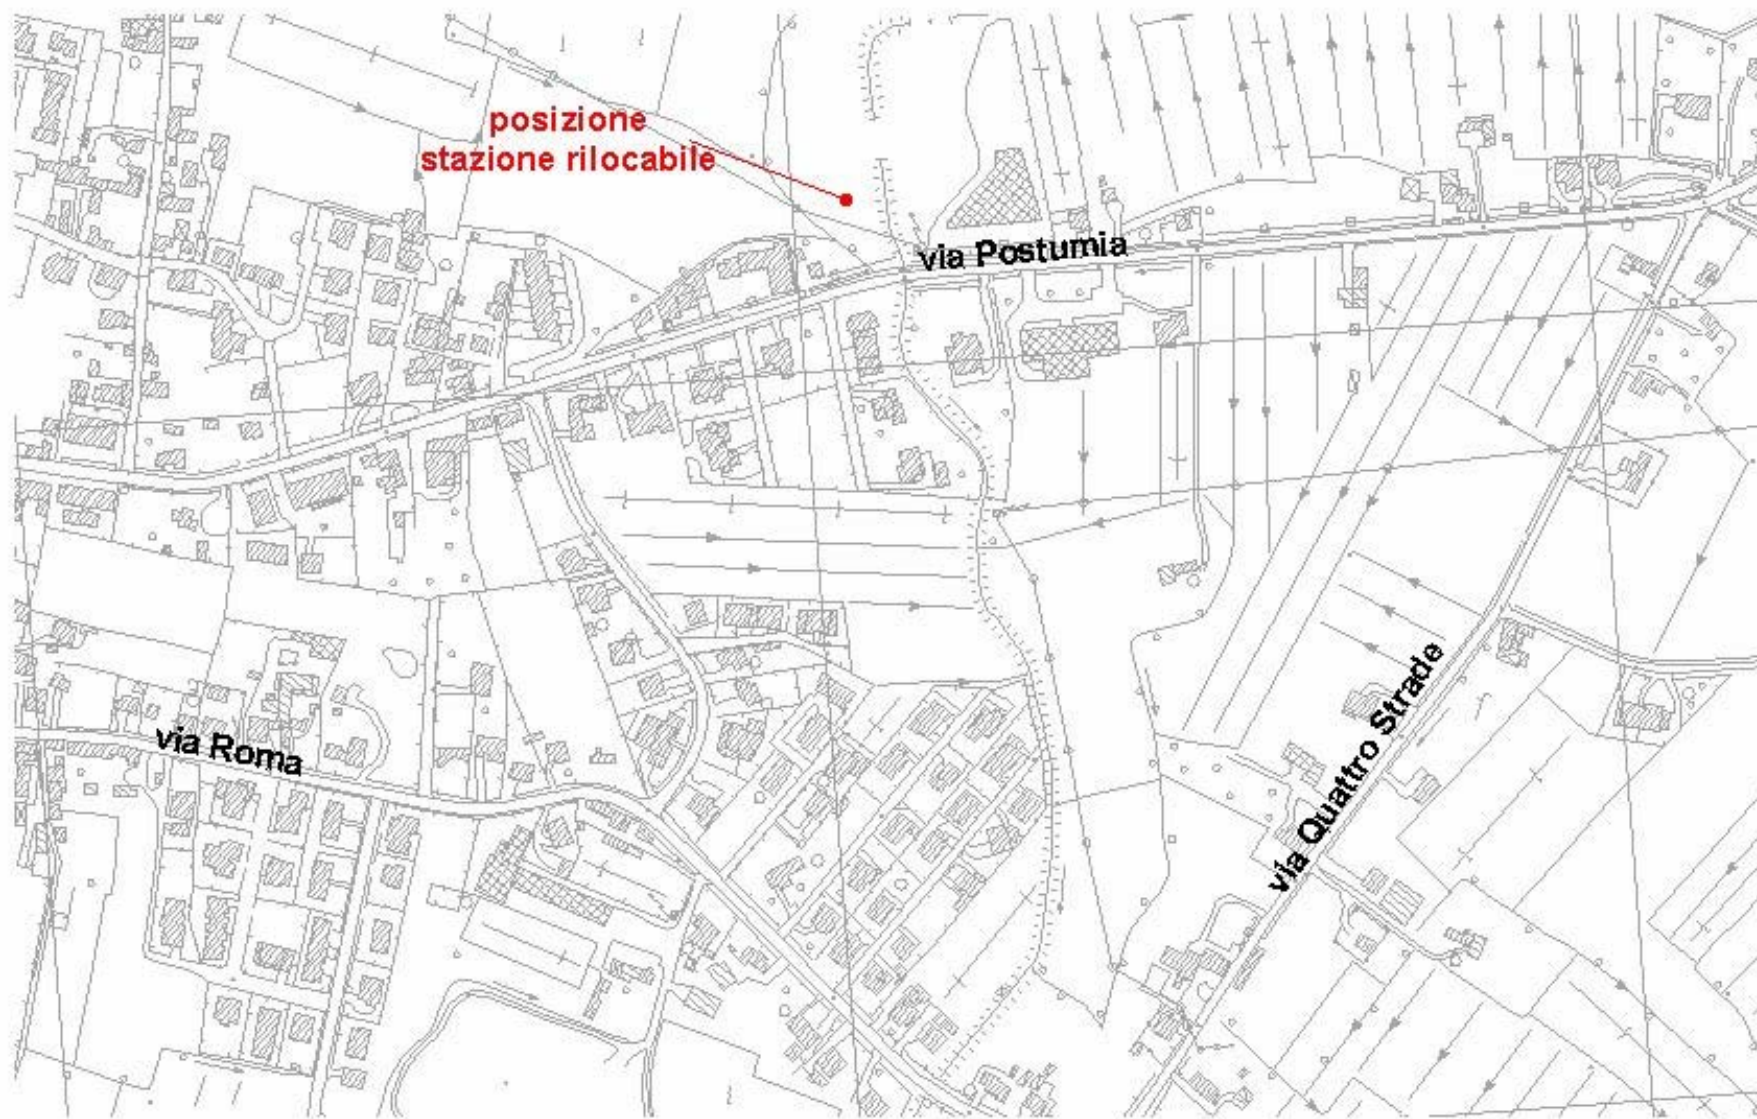 posizione
stazione rilocabile
via Postumia
via Roma
via Quattro Strade